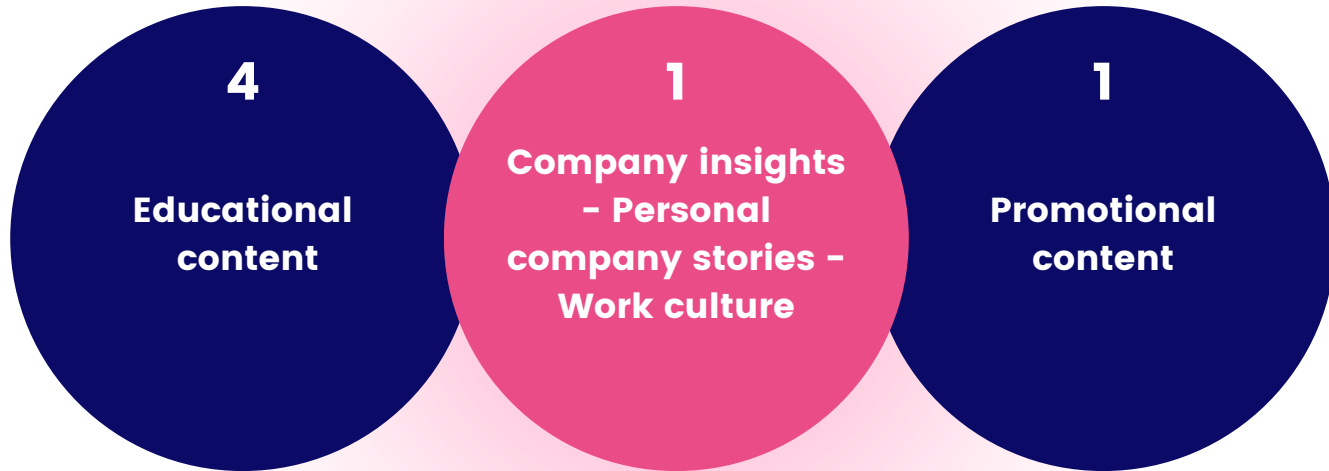 4
Educational
content
1
Company insights
- Personal
company stories -
Work culture
1
Promotional
content